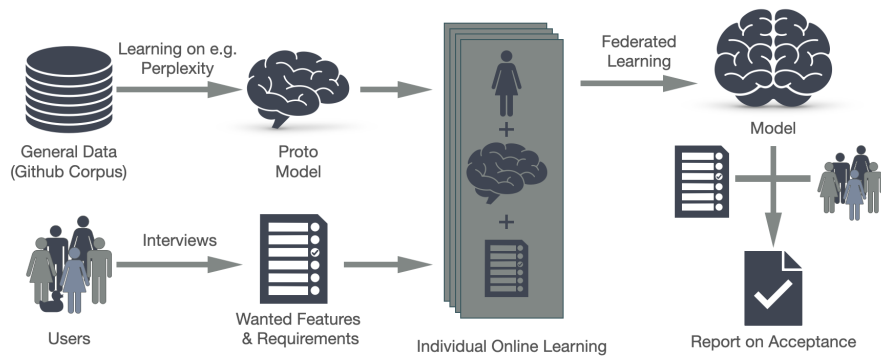 Learning on e.g.
Perplexity
General Data
(Github Corpus)
Proto
Model
Federated
Learning
Model
Interviews
Users
Wanted Features
& Requirements
+
+
Individual Online Learning
Report on Acceptance